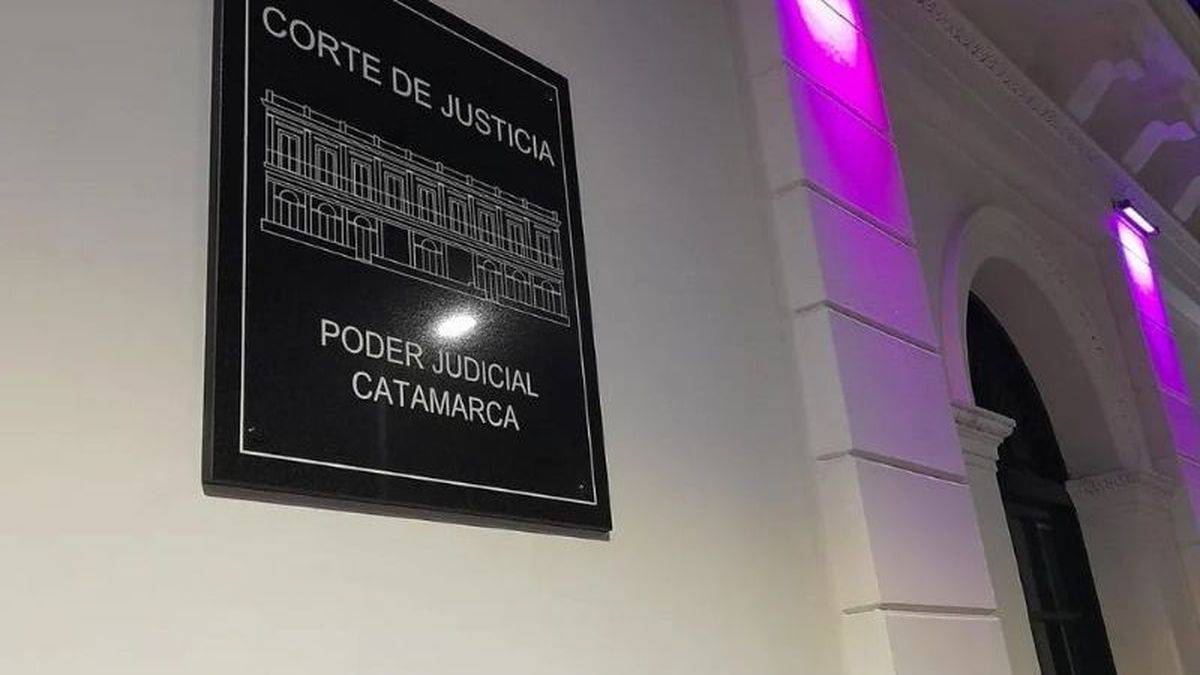 CORTE DE JUSTICIA
PODER JUDICIAL
CATAMARCA